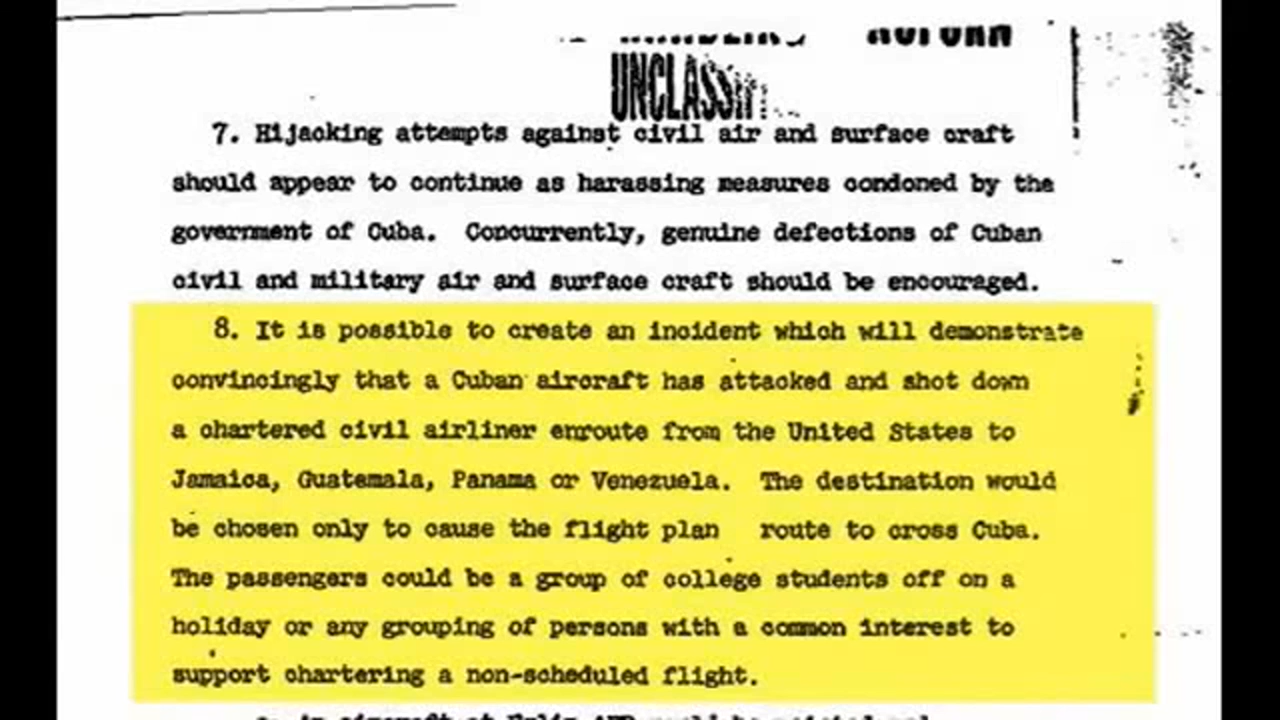 NOFORN
UNCLASSIFI
7. Hijacking attempts against civil air and surface craft
should appear to continue as harassing measures condoned by the
government of Cuba.  Concurrently, genuine defections of Cuban
civil and military air and surface craft should be encouraged.
8. It is possible to create an incident which will demonstrate
convincingly that a Cuban aircraft has attacked and shot down
a chartered civil airliner enroute from the United States to
Jamaica, Guatemala, Panama or Venezuela.  The destination would
be chosen only to cause the flight plan  route to cross Cuba.
The passengers could be a group of college students off on a
holiday or any grouping of persons with a common interest to
support chartering a non-scheduled flight.